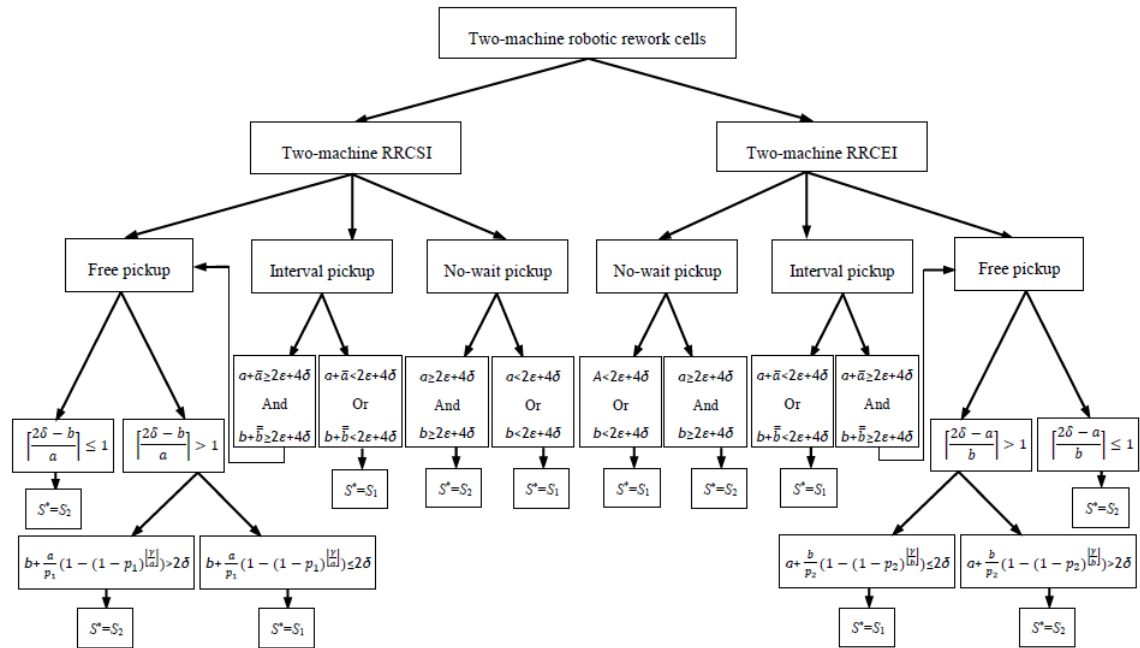 Two-machine robotic rework cells
Two-machine RRCSI
Two-machine RRCEI
Free pickup
Interval pickup
No-wait pickup
No-wait pickup
Interval pickup
Free pickup
a+ā≥2ε+4δ
And
b+b̿≥2ε+4δ
a+ā<2ε+4δ
Or
b+b̿<2ε+4δ
a≥2ε+4δ
And
b≥2ε+4δ
a<2ε+4δ
Or
b<2ε+4δ
A<2ε+4δ
Or
b<2ε+4δ
a≥2ε+4δ
And
b≥2ε+4δ
a+ā<2ε+4δ
Or
b+b̿<2ε+4δ
a+ā≥2ε+4δ
And
b+b̿≥2ε+4δ
⌈(2δ − b)/a⌉ ≤ 1
⌈(2δ − b)/a⌉ > 1
⌈(2δ − a)/b⌉ > 1
⌈(2δ − a)/b⌉ ≤ 1
S*=S₂
S*=S₁
S*=S₂
S*=S₁
S*=S₁
S*=S₂
S*=S₁
S*=S₂
b+a/p₁(1−(1−p₁)^⌊γ/a⌋)>2δ
b+a/p₁(1−(1−p₁)^⌊γ/a⌋)≤2δ
a+b/p₂(1−(1−p₂)^⌊γ/b⌋)≤2δ
a+b/p₂(1−(1−p₂)^⌊γ/b⌋)>2δ
S*=S₂
S*=S₁
S*=S₁
S*=S₂